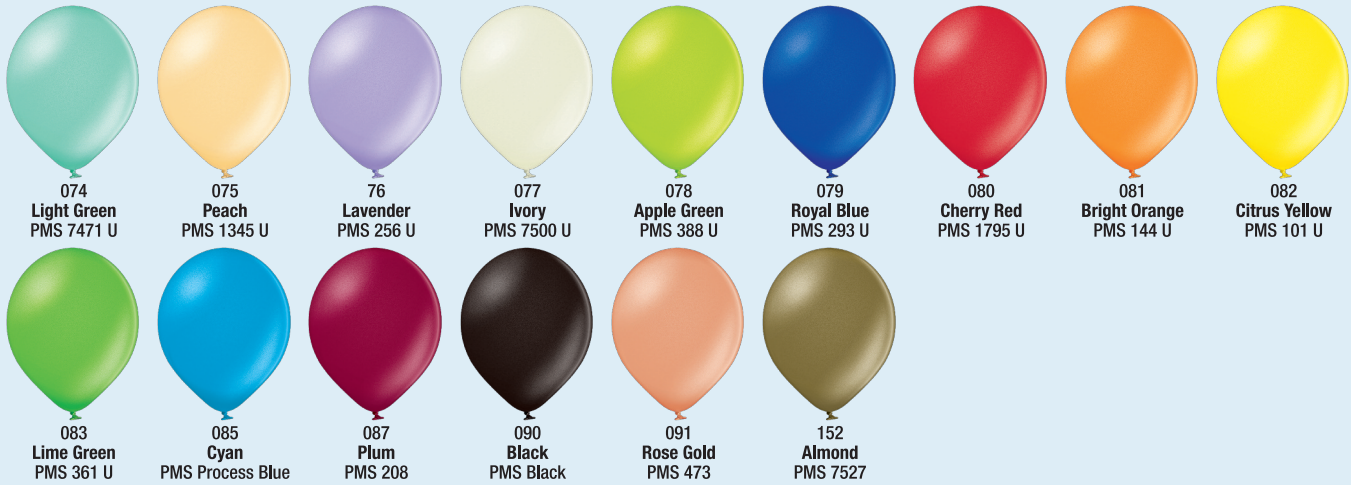 074
Light Green
PMS 7471 U
075
Peach
PMS 1345 U
76
Lavender
PMS 256 U
077
Ivory
PMS 7500 U
078
Apple Green
PMS 388 U
079
Royal Blue
PMS 293 U
080
Cherry Red
PMS 1795 U
081
Bright Orange
PMS 144 U
082
Citrus Yellow
PMS 101 U
083
Lime Green
PMS 361 U
085
Cyan
PMS Process Blue
087
Plum
PMS 208
090
Black
PMS Black
091
Rose Gold
PMS 473
152
Almond
PMS 7527